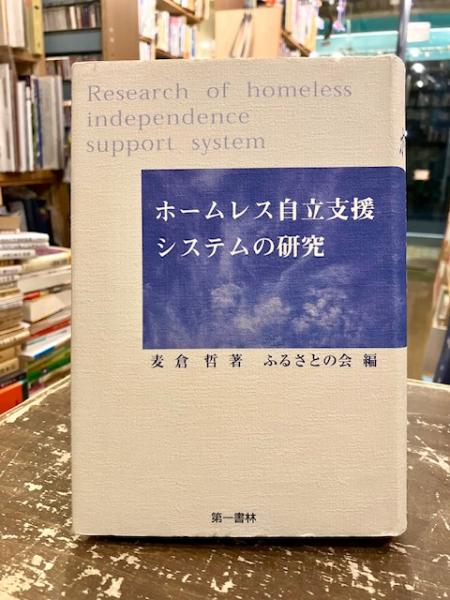 Research of homeless
independence
support system
ホームレス自立支援
システムの研究
麦倉 哲 著 ふるさとの会 編
第一書林